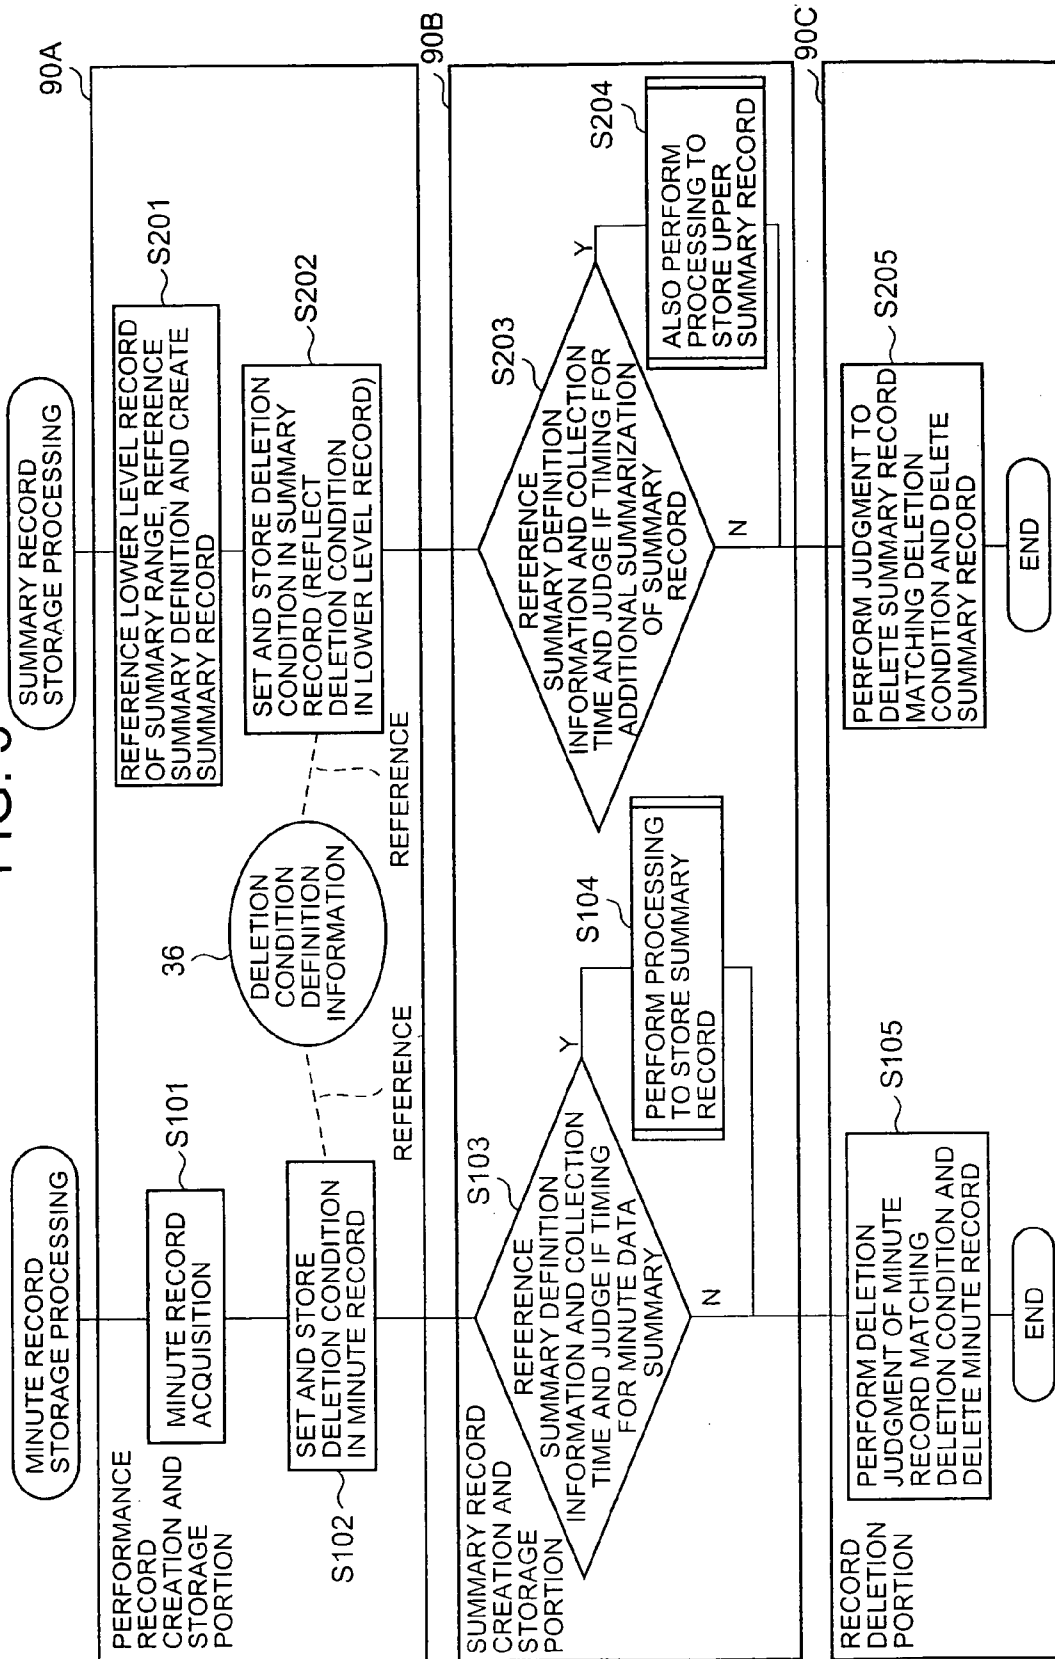 MINUTE RECORD
STORAGE PROCESSING
SUMMARY RECORD
STORAGE PROCESSING
90A
PERFORMANCE
RECORD
CREATION AND
STORAGE
PORTION
MINUTE RECORD
ACQUISITION
S101
SET AND STORE
DELETION CONDITION
IN MINUTE RECORD
S102
36
DELETION
CONDITION
DEFINITION
INFORMATION
REFERENCE
REFERENCE
REFERENCE LOWER LEVEL RECORD
OF SUMMARY RANGE, REFERENCE
SUMMARY DEFINITION AND CREATE
SUMMARY RECORD
S201
SET AND STORE DELETION
CONDITION IN SUMMARY
RECORD (REFLECT
DELETION CONDITION
IN LOWER LEVEL RECORD)
S202
90B
SUMMARY RECORD
CREATION AND
STORAGE
PORTION
S103
REFERENCE
SUMMARY DEFINITION
INFORMATION AND COLLECTION
TIME AND JUDGE IF TIMING
FOR MINUTE DATA
SUMMARY
Y
N
S104
PERFORM PROCESSING
TO STORE SUMMARY
RECORD
S203
REFERENCE
SUMMARY DEFINITION
INFORMATION AND COLLECTION
TIME AND JUDGE IF TIMING FOR
ADDITIONAL SUMMARIZATION
OF SUMMARY
RECORD
Y
N
S204
ALSO PERFORM
PROCESSING TO
STORE UPPER
SUMMARY RECORD
90C
RECORD
DELETION
PORTION
PERFORM DELETION
JUDGMENT OF MINUTE
RECORD MATCHING
DELETION CONDITION AND
DELETE MINUTE RECORD
S105
END
PERFORM JUDGMENT TO
DELETE SUMMARY RECORD
MATCHING DELETION
CONDITION AND DELETE
SUMMARY RECORD
S205
END